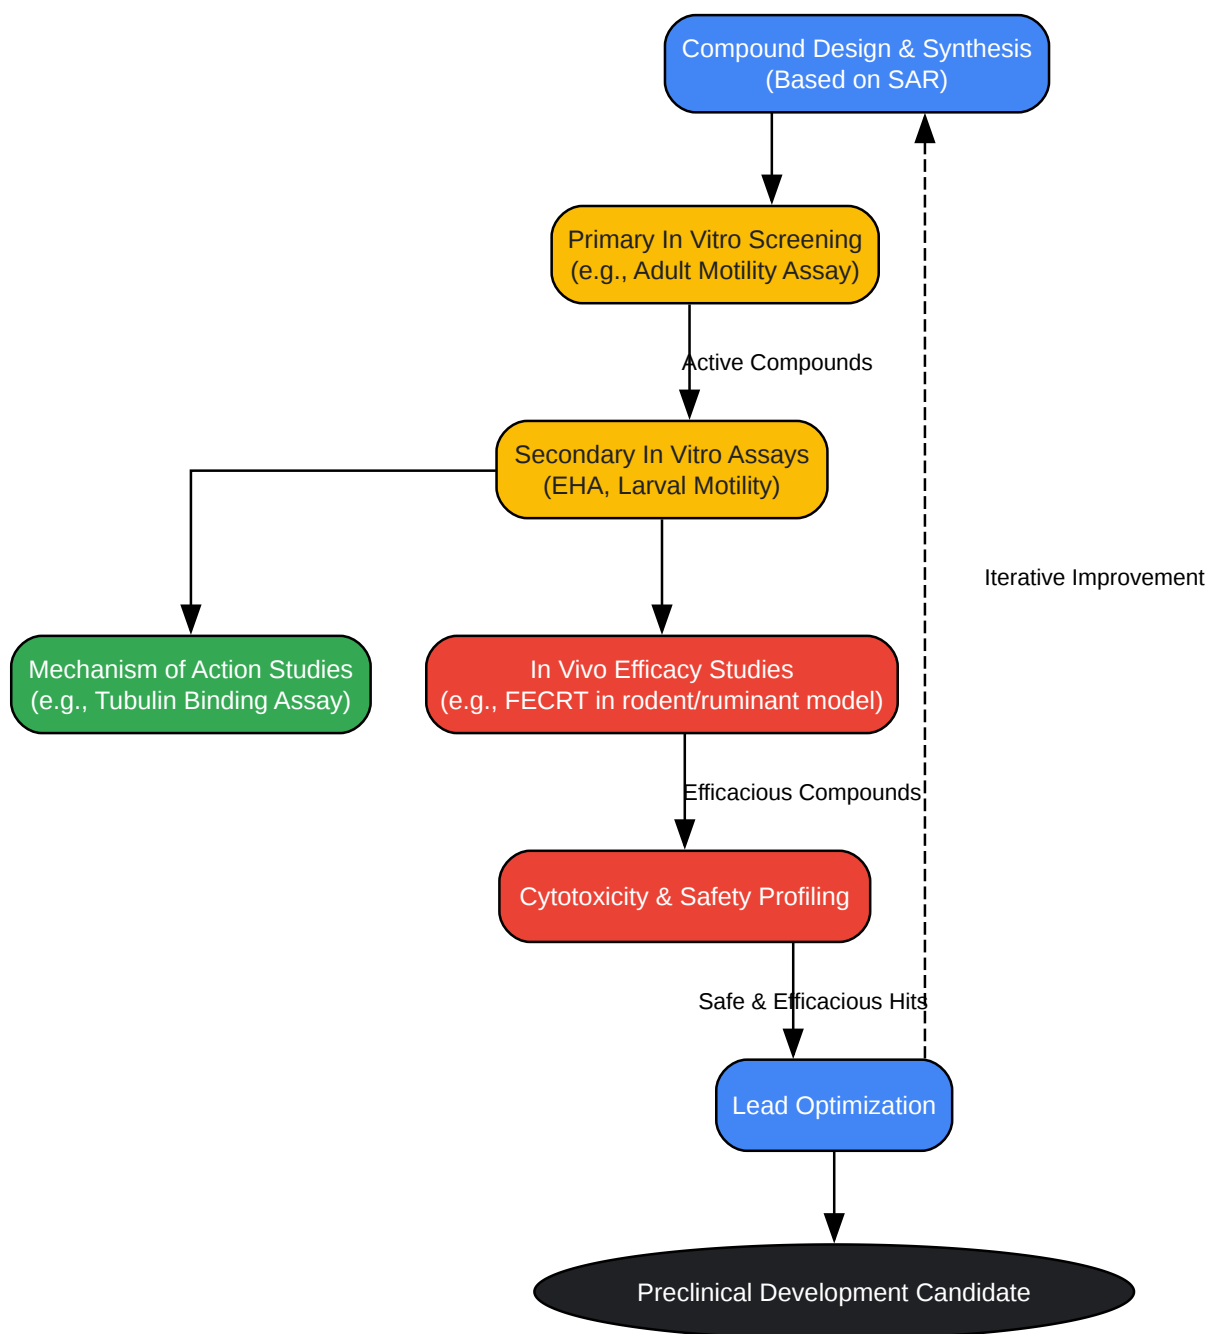 Compound Design & Synthesis
(Based on SAR)
Primary In Vitro Screening
(e.g., Adult Motility Assay)
Active Compounds
Secondary In Vitro Assays
(EHA, Larval Motility)
Iterative Improvement
Mechanism of Action Studies
(e.g., Tubulin Binding Assay)
In Vivo Efficacy Studies
(e.g., FECRT in rodent/ruminant model)
Efficacious Compounds
Cytotoxicity & Safety Profiling
Safe & Efficacious Hits
Lead Optimization
Preclinical Development Candidate